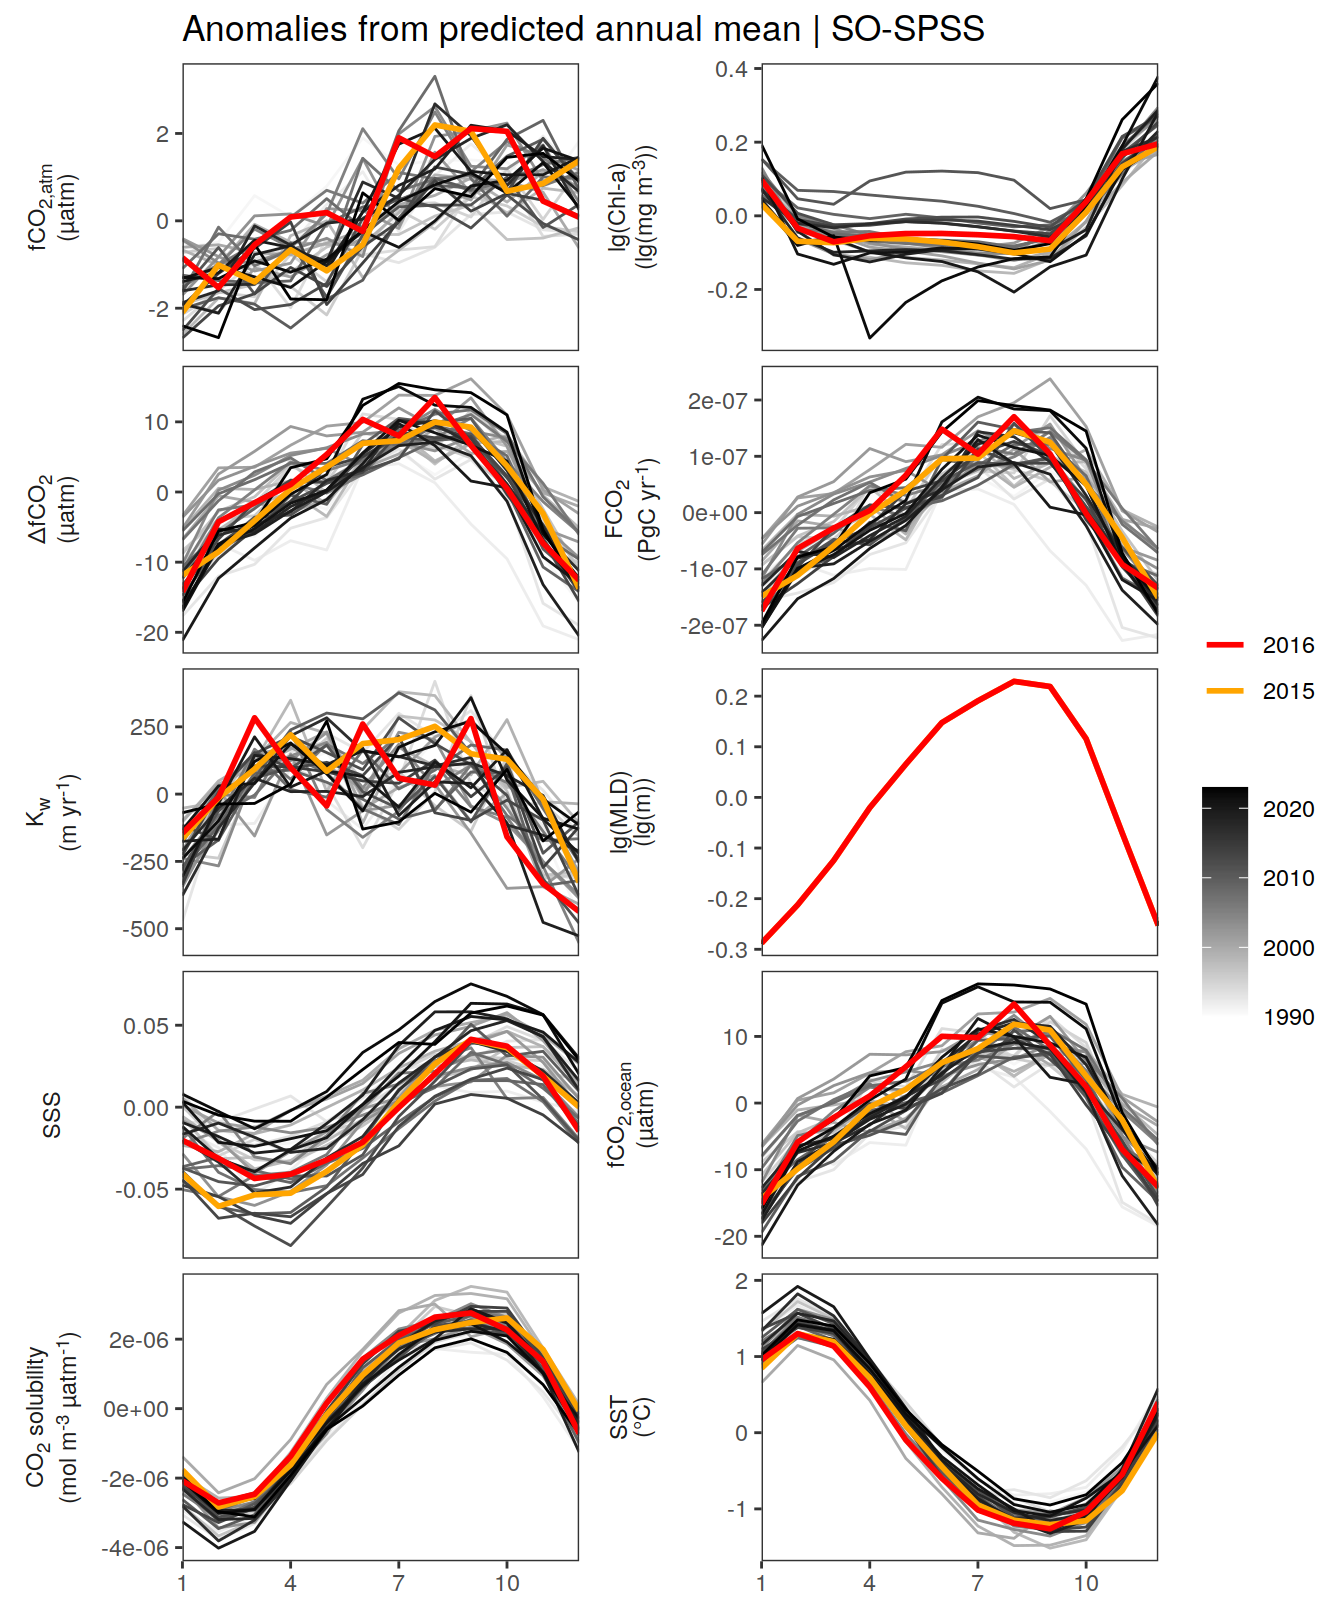 Anomalies from predicted annual mean | SO-SPSS
fCO2,atm
(µatm)
2
0
-2
lg(Chl-a)
(lg(mg m-3))
0.4
0.2
0.0
-0.2
ΔfCO2
(µatm)
10
0
-10
-20
FCO2
(PgC yr-1)
2e-07
1e-07
0e+00
-1e-07
-2e-07
Kw
(m yr-1)
250
0
-250
-500
lg(MLD)
(lg(m))
0.2
0.1
0.0
-0.1
-0.2
-0.3
SSS
0.05
0.00
-0.05
fCO2,ocean
(µatm)
10
0
-10
-20
CO2 solubility
(mol m-3 µatm-1)
2e-06
0e+00
-2e-06
-4e-06
1 4 7 10
SST
(°C)
2
1
0
-1
1 4 7 10
2016
2015
2020
2010
2000
1990